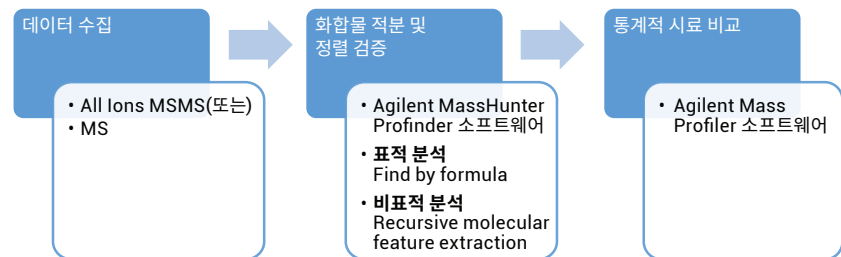 데이터 수집
• All Ions MSMS(또는)
• MS
화합물 적분 및
정렬 검증
• Agilent MassHunter
Profinder 소프트웨어
• 표적 분석
Find by formula
• 비표적 분석
Recursive molecular
feature extraction
통계적 시료 비교
• Agilent Mass
Profiler 소프트웨어